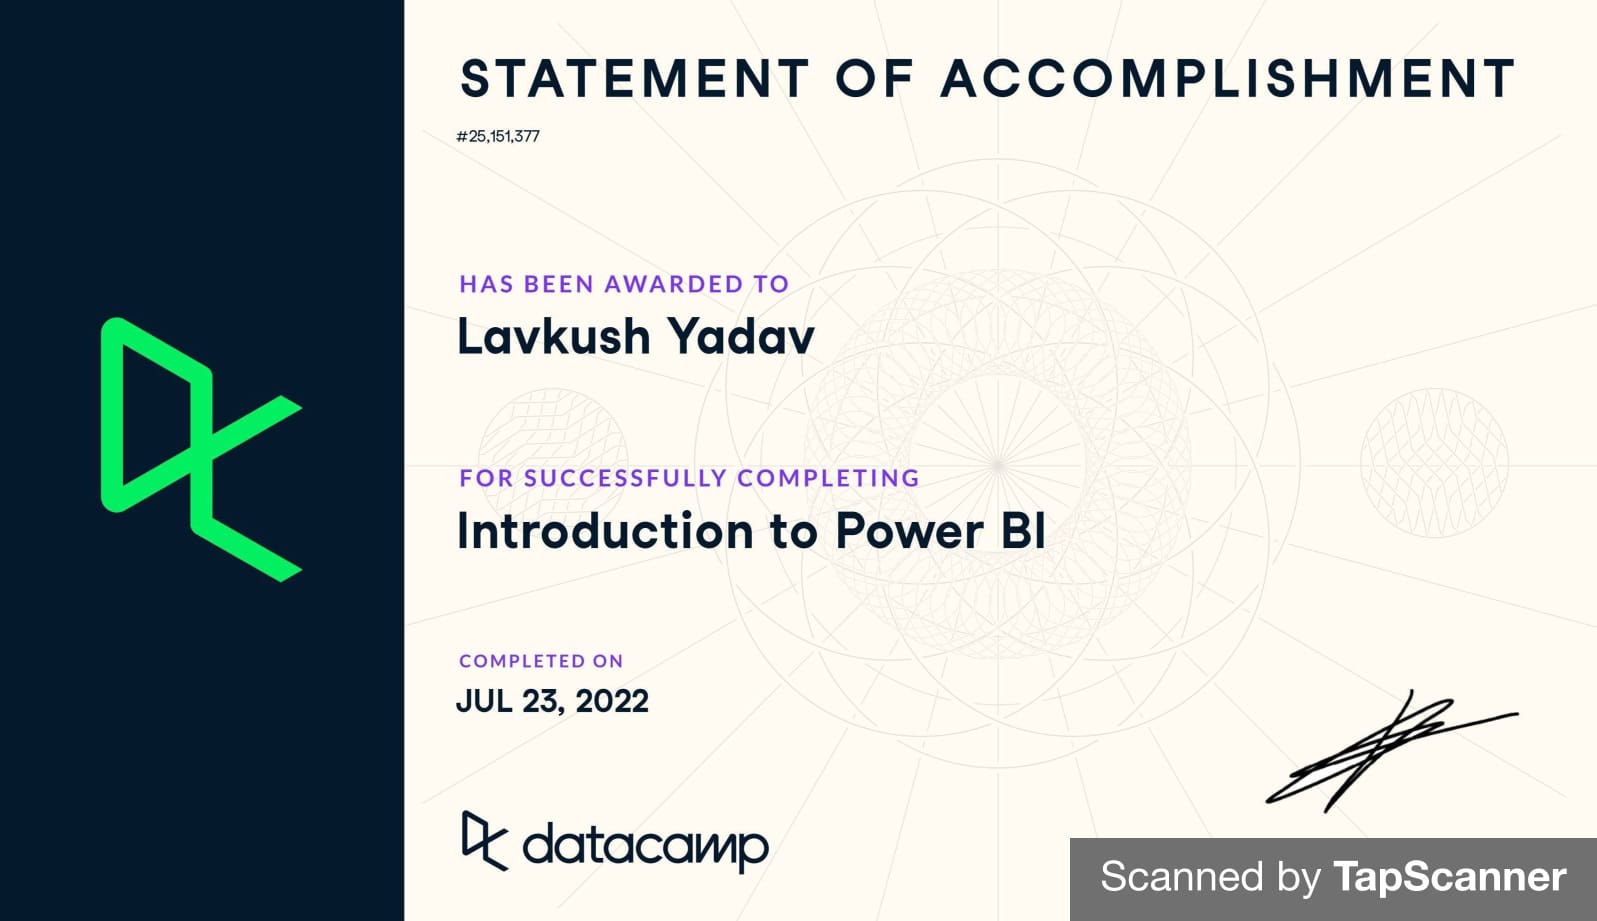 STATEMENT OF ACCOMPLISHMENT
#25,151,377
HAS BEEN AWARDED TO
Lavkush Yadav
FOR SUCCESSFULLY COMPLETING
Introduction to Power BI
COMPLETED ON
JUL 23, 2022
datacamp
Scanned by TapScanner